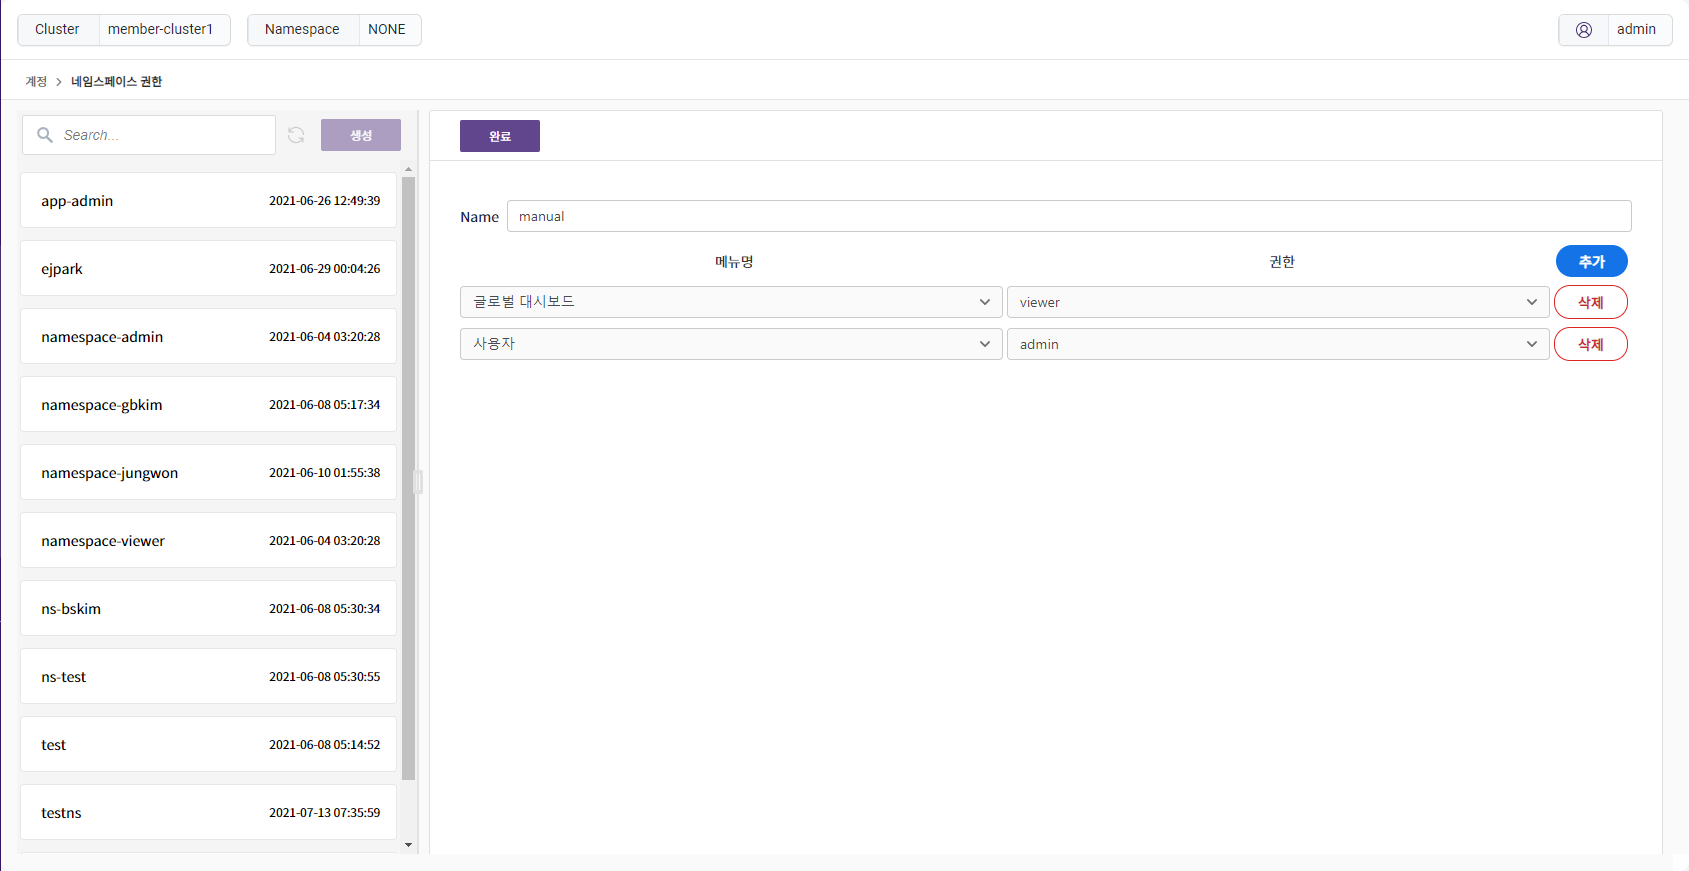 Cluster member-cluster1 Namespace NONE admin
계정 > 네임스페이스 권한
Search... 생성
app-admin 2021-06-26 12:49:39
ejpark 2021-06-29 00:04:26
namespace-admin 2021-06-04 03:20:28
namespace-gbkim 2021-06-08 05:17:34
namespace-jungwon 2021-06-10 01:55:38
namespace-viewer 2021-06-04 03:20:28
ns-bskim 2021-06-08 05:30:34
ns-test 2021-06-08 05:30:55
test 2021-06-08 05:14:52
testns 2021-07-13 07:35:59
완료
Name manual
메뉴명 권한 추가
글로벌 대시보드 viewer 삭제
사용자 admin 삭제